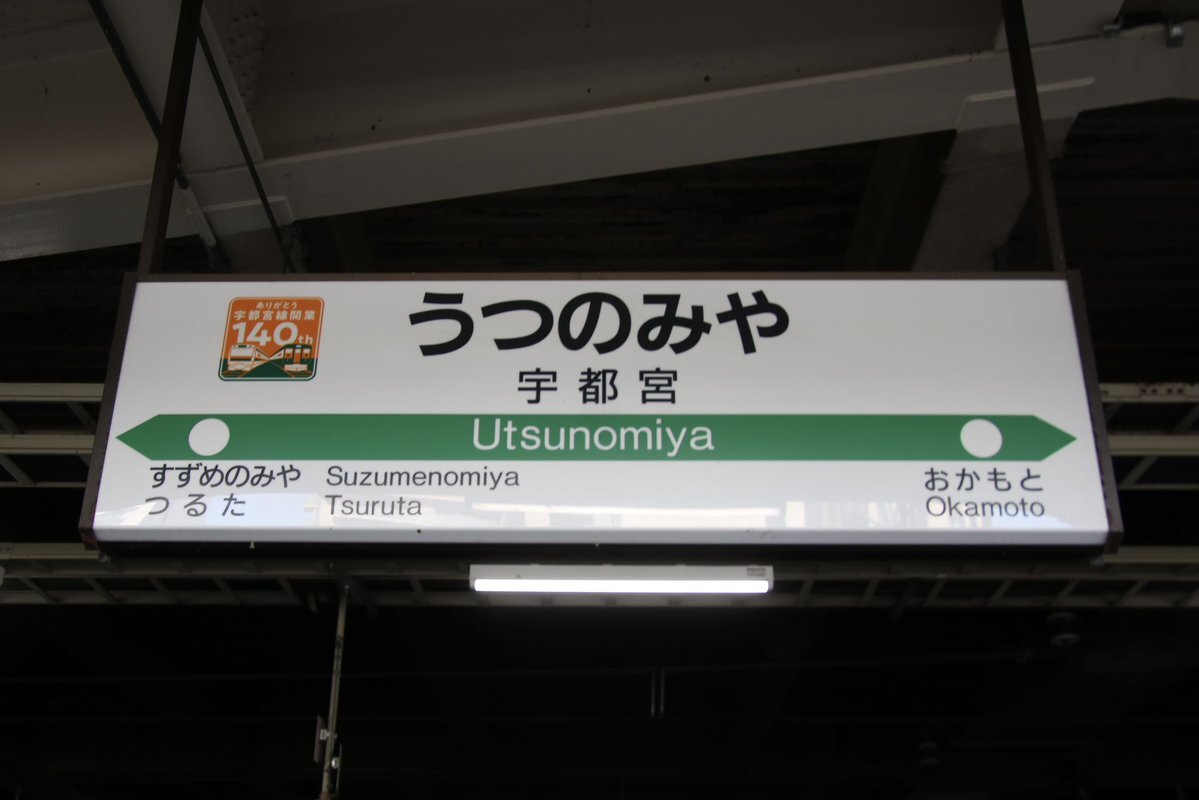 ありがとう
宇都宮線開業
140th
うつのみや
宇都宮
Utsunomiya
すずめのみや Suzumenomiya
つるた Tsuruta
おかもと
Okamoto